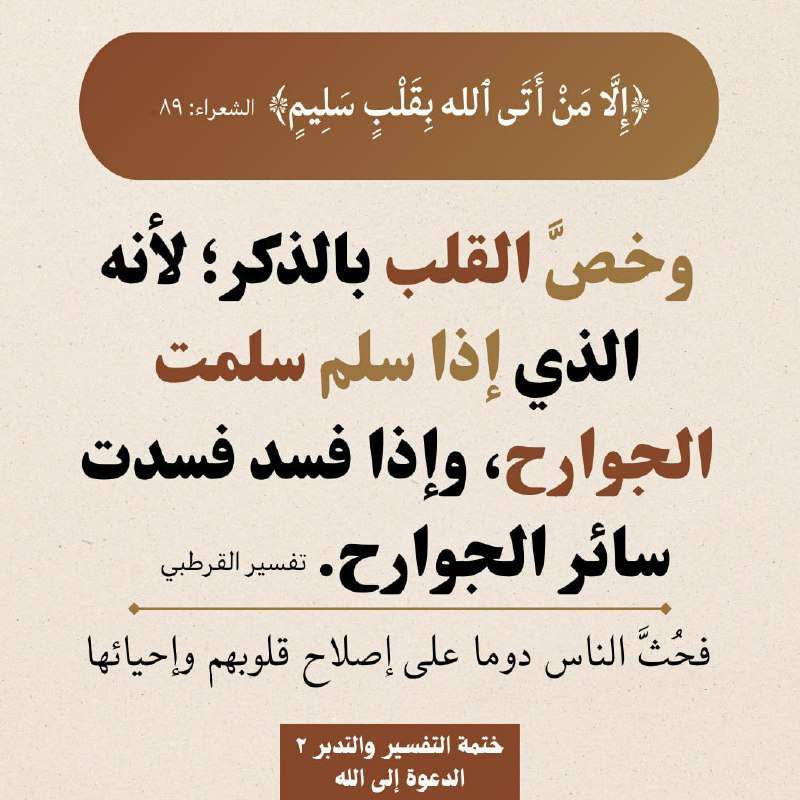 ﴿إِلَّا مَنْ أَتَى ٱلله بِقَلْبٍ سَلِيمٍ﴾ الشعراء: ٨٩
وخصَّ القلب بالذكر؛ لأنه
الذي إذا سلم سلمت
الجوارح، وإذا فسد فسدت
سائر الجوارح. تفسير القرطبي
فحُثَّ الناس دوما على إصلاح قلوبهم وإحيائها
ختمة التفسير والتدبر ٢
الدعوة إلى الله